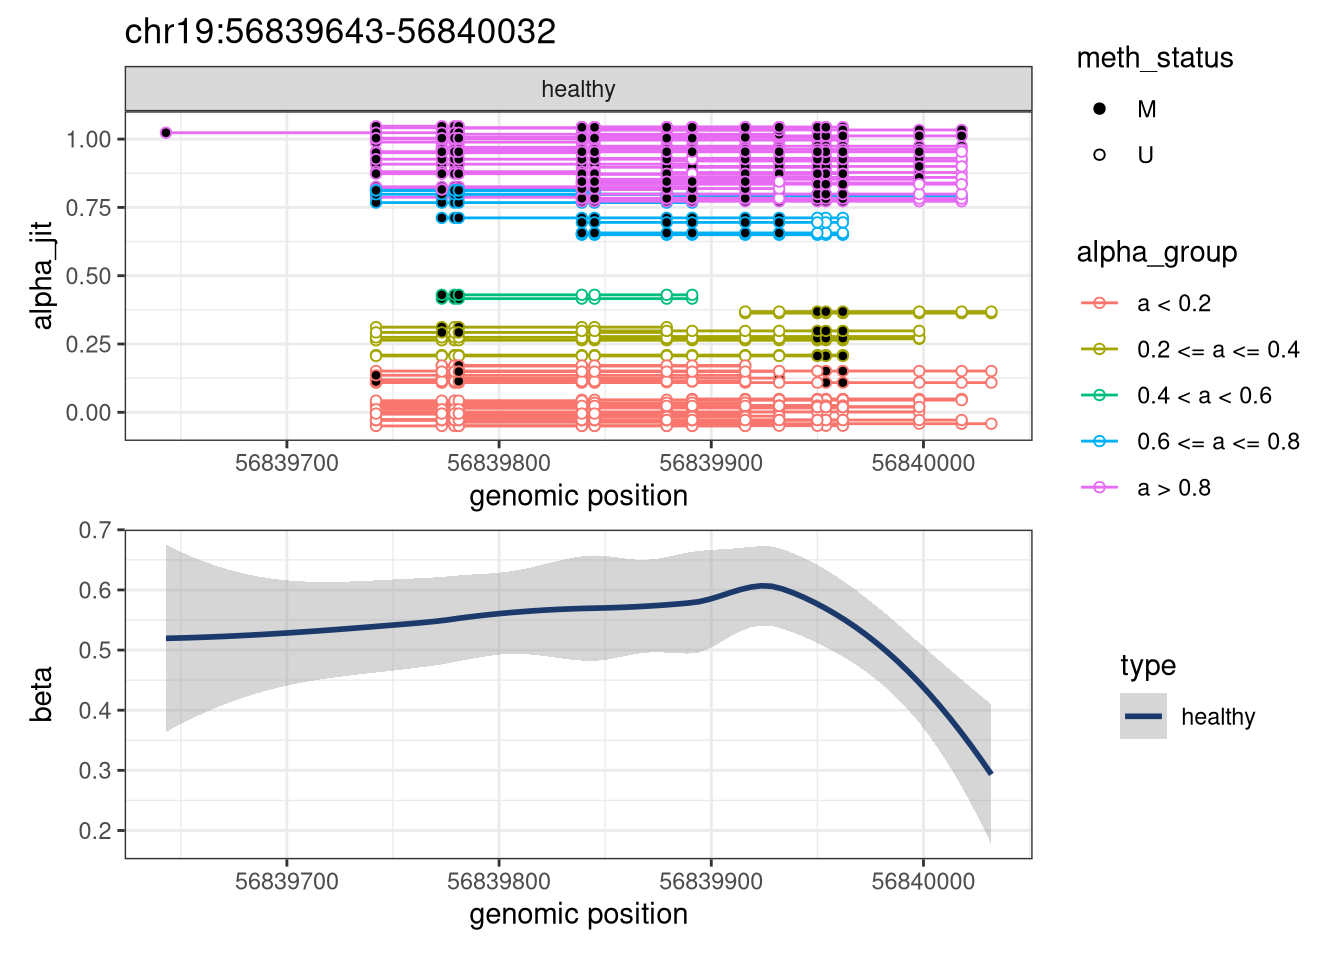 chr19:56839643-56840032
healthy
1.00
0.75
0.50
0.25
0.00
alpha_jit
56839700 56839800 56839900 56840000
genomic position
meth_status
M
U
alpha_group
a < 0.2
0.2 <= a <= 0.4
0.4 < a < 0.6
0.6 <= a <= 0.8
a > 0.8
0.7
0.6
0.5
0.4
0.3
0.2
beta
56839700 56839800 56839900 56840000
genomic position
type
healthy